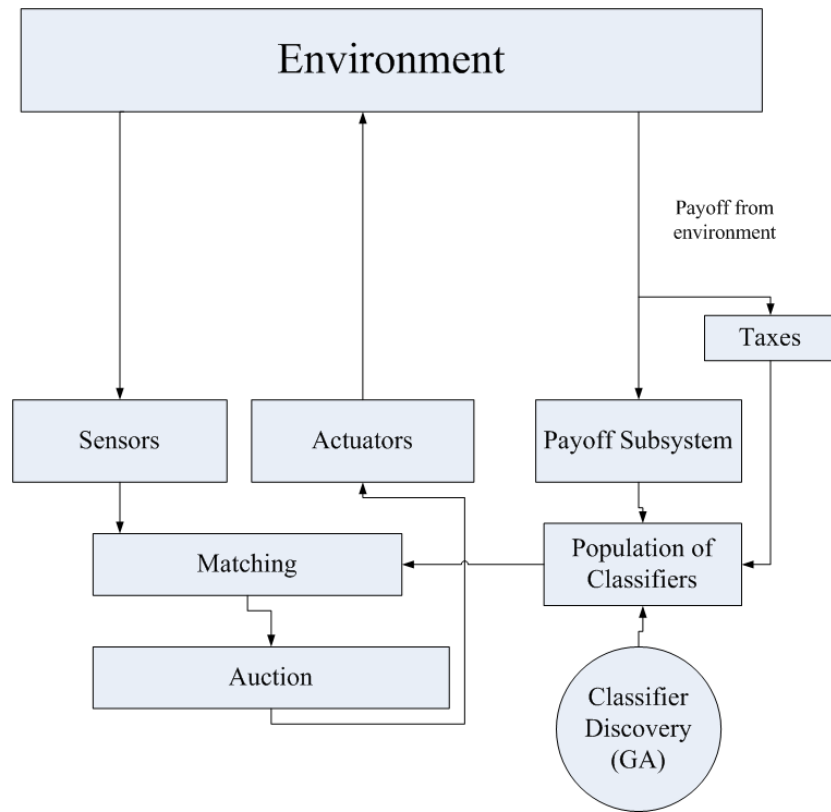 Environment
Payoff from
environment
Taxes
Sensors
Actuators
Payoff Subsystem
Matching
Population of
Classifiers
Auction
Classifier
Discovery
(GA)